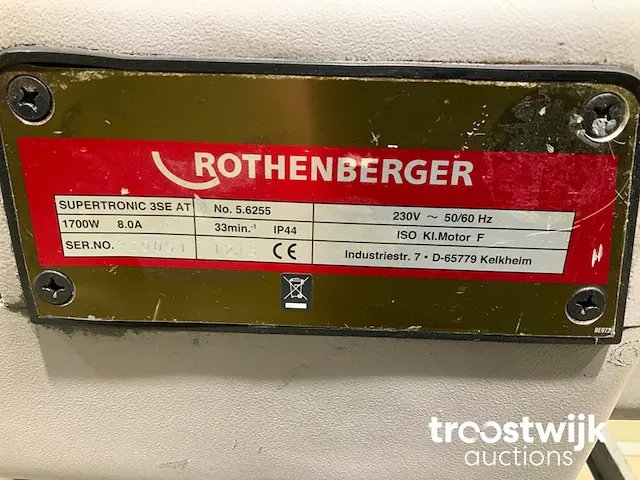 ROTHENBERGER
SUPERTRONIC 3SE AT No. 5.6255 230V ~ 50/60 Hz
1700W 8.0A 33min.⁻¹ IP44 ISO Kl.Motor F
SER.NO. CE Industriestr. 7 • D-65779 Kelkheim
troostwijk
auctions